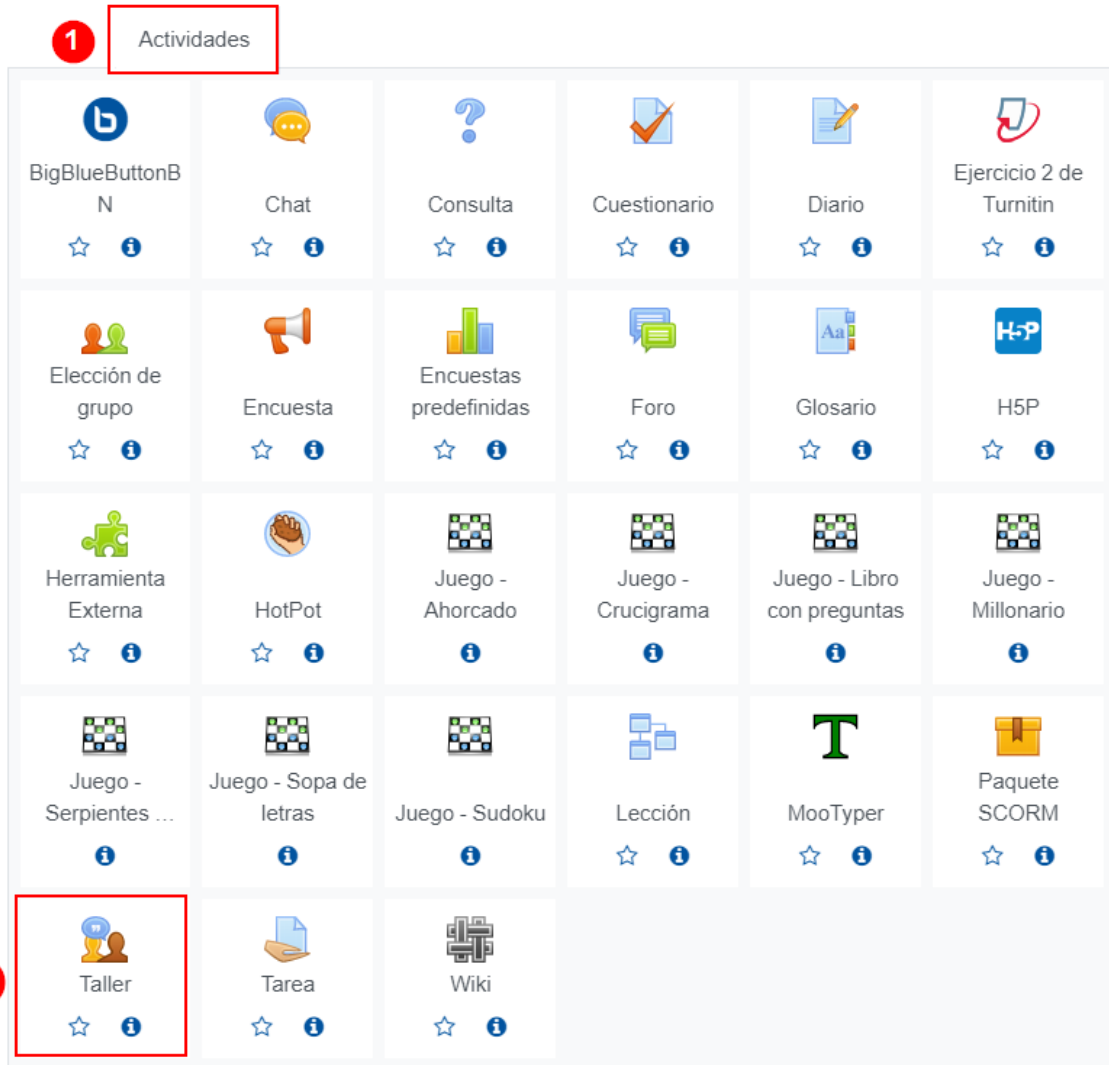 1
Actividades
BigBlueButtonB
N
Chat
Consulta
Cuestionario
Diario
Ejercicio 2 de
Turnitin
Elección de
grupo
Encuesta
Encuestas
predefinidas
Foro
Aa
Glosario
H5P
H5P
Herramienta
Externa
HotPot
Juego -
Ahorcado
Juego -
Crucigrama
Juego - Libro
con preguntas
Juego -
Millonario
Juego -
Serpientes ...
Juego - Sopa de
letras
Juego - Sudoku
Lección
T
MooTyper
Paquete
SCORM
Taller
Tarea
Wiki